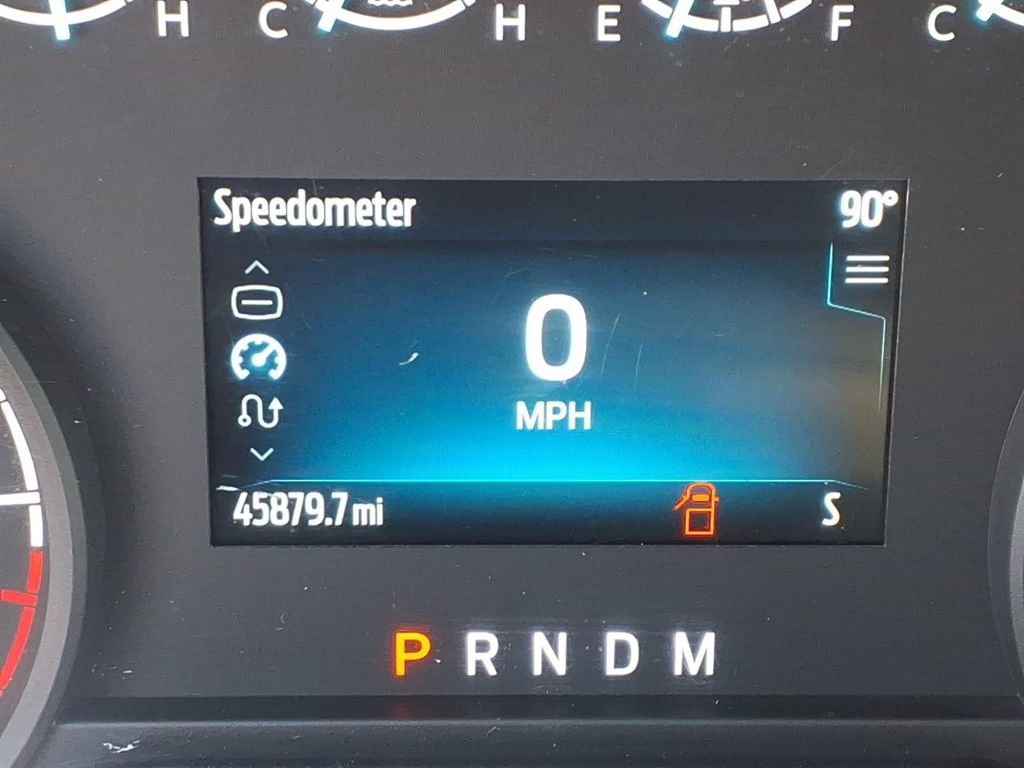 H C H E F C
Speedometer 90°
0
MPH
45879.7 mi S
P R N D M